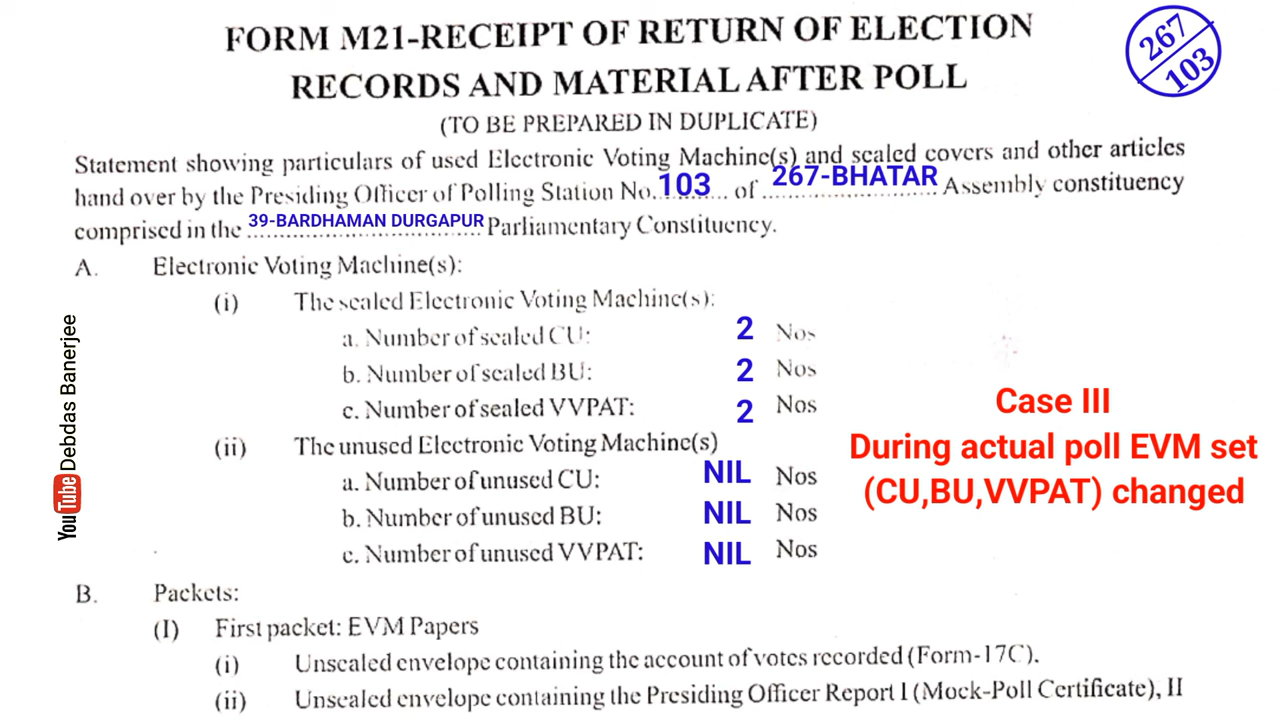 FORM M21-RECEIPT OF RETURN OF ELECTION
267
103
RECORDS AND MATERIAL AFTER POLL
(TO BE PREPARED IN DUPLICATE)
Statement showing particulars of used Electronic Voting Machine(s) and sealed covers and other articles
hand over by the Presiding Officer of Polling Station No. 103 of 267-BHATAR Assembly constituency
comprised in the 39-BARDHAMAN DURGAPUR Parliamentary Constituency.
A. Electronic Voting Machine(s):
(i) The sealed Electronic Voting Machine(s):
a. Number of sealed CU: 2 Nos
b. Number of sealed BU: 2 Nos
c. Number of sealed VVPAT: 2 Nos
(ii) The unused Electronic Voting Machine(s)
a. Number of unused CU: NIL Nos
b. Number of unused BU: NIL Nos
c. Number of unused VVPAT: NIL Nos
Case III
During actual poll EVM set
(CU,BU,VVPAT) changed
YouTube Debdas Banerjee
B. Packets:
(I) First packet: EVM Papers
(i) Unsealed envelope containing the account of votes recorded (Form-17C).
(ii) Unsealed envelope containing the Presiding Officer Report I (Mock-Poll Certificate), II